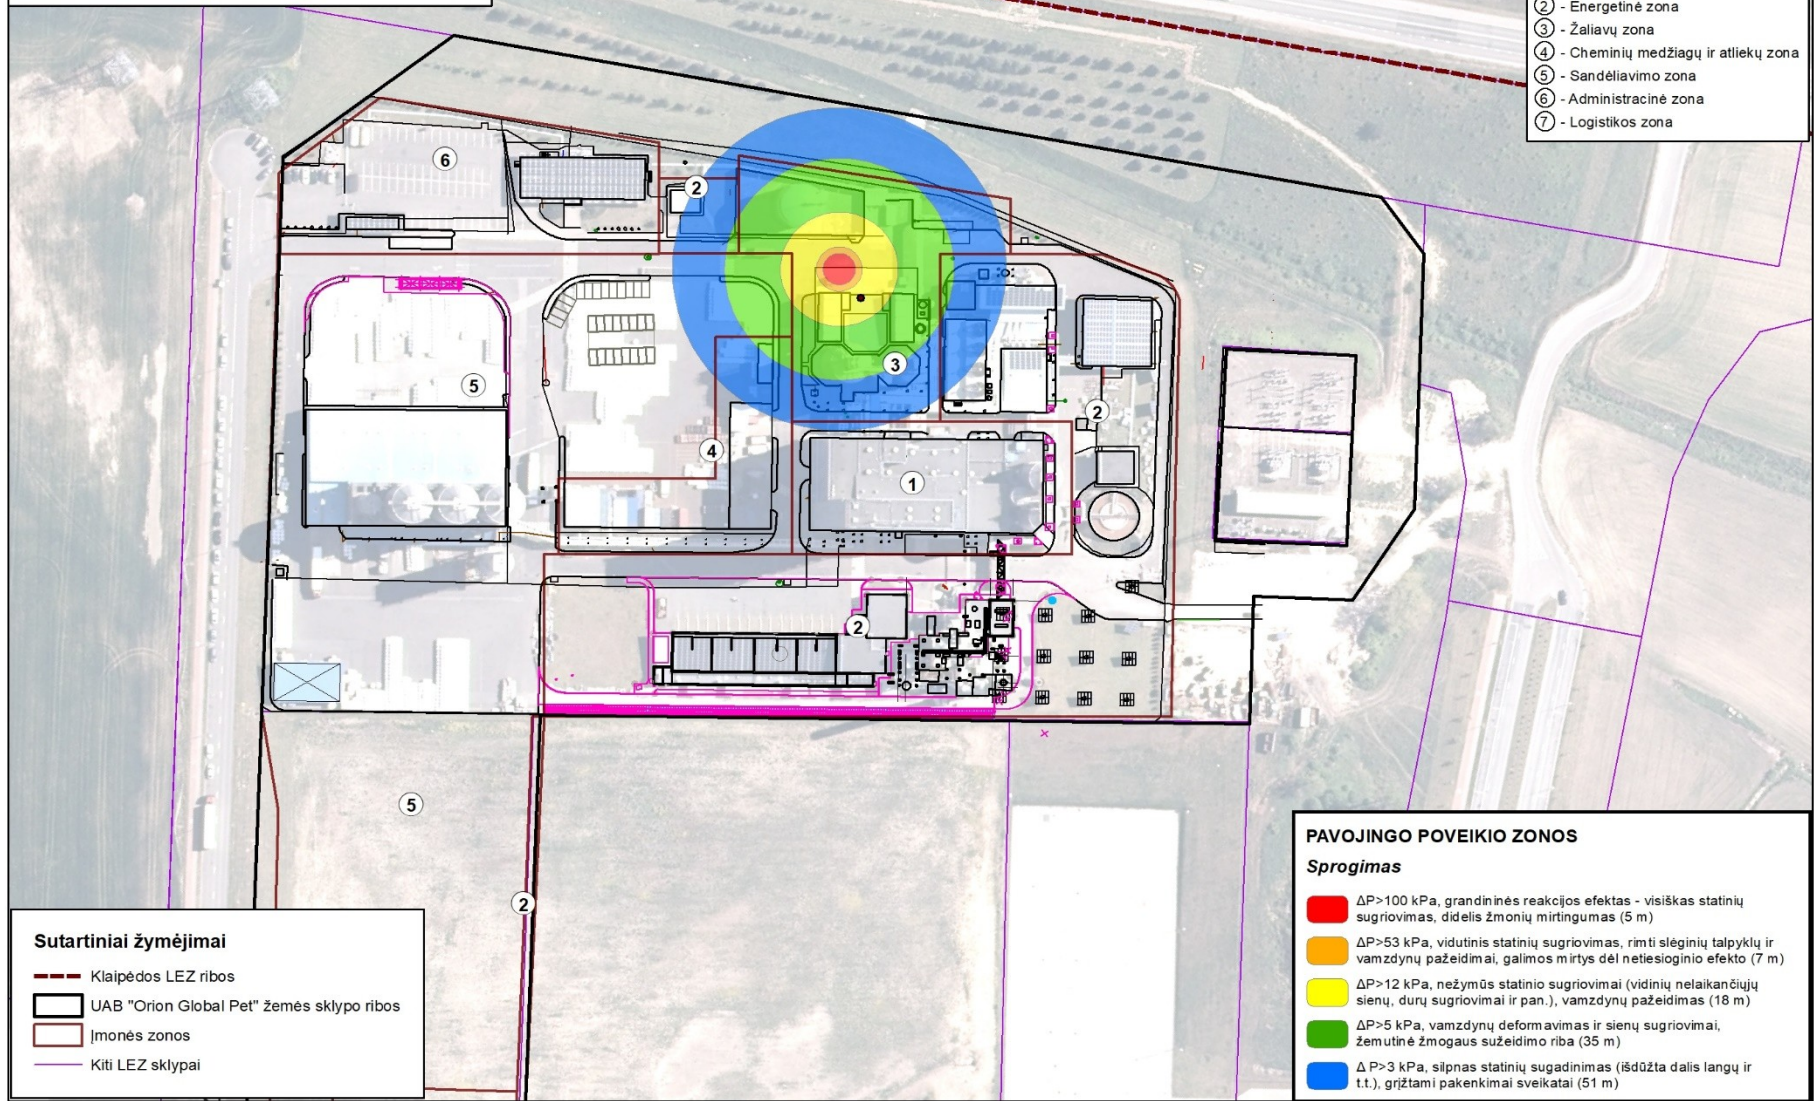 ② - Energetinė zona
③ - Žaliavų zona
④ - Cheminių medžiagų ir atliekų zona
⑤ - Sandėliavimo zona
⑥ - Administracinė zona
⑦ - Logistikos zona
6
2
5
3
2
4
1
2
5
2
Sutartiniai žymėjimai
Klaipėdos LEZ ribos
UAB "Orion Global Pet" žemės sklypo ribos
Įmonės zonos
Kiti LEZ sklypai
PAVOJINGO POVEIKIO ZONOS
Sprogimas
ΔP>100 kPa, grandininės reakcijos efektas - visiškas statinių
sugriovimas, didelis žmonių mirtingumas (5 m)
ΔP>53 kPa, vidutinis statinių sugriovimas, rimti slėginių talpyklų ir
vamzdynų pažeidimai, galimos mirtys dėl netiesioginio efekto (7 m)
ΔP>12 kPa, nežymūs statinio sugriovimai (vidinių nelaikančiųjų
sienų, durų sugriovimai ir pan.), vamzdynų pažeidimas (18 m)
ΔP>5 kPa, vamzdynų deformavimas ir sienų sugriovimai,
žemutinė žmogaus sužeidimo riba (35 m)
Δ P>3 kPa, silpnas statinių sugadinimas (išdūžta dalis langų ir
t.t.), grįžtami pakenkimai sveikatai (51 m)